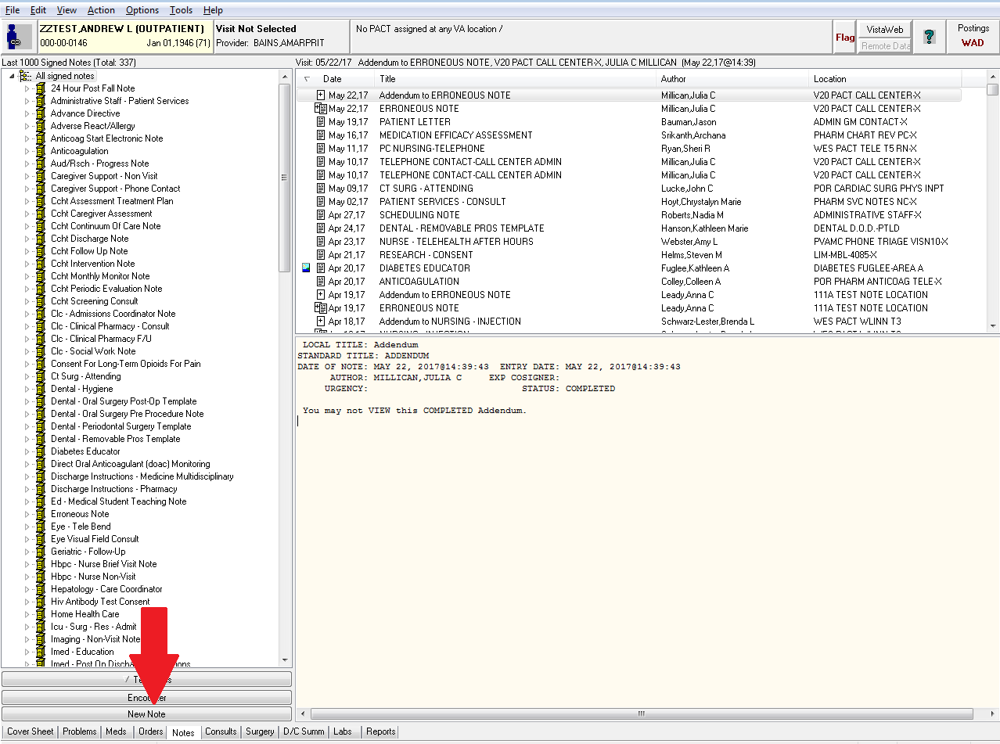 File Edit View Action Options Tools Help
ZZTEST,ANDREW L (OUTPATIENT)
000-00-0146 Jan 01,1946 (71)
Visit Not Selected
Provider: BAINS,AMARPRIT
No PACT assigned at any VA location /
Flag
VistaWeb
Remote Data
?
Postings
WAD
Last 1000 Signed Notes (Total: 337)
Visit: 05/22/17 Addendum to ERRONEOUS NOTE, V20 PACT CALL CENTER-X, JULIA C MILLICAN (May 22,17@14:39)
All signed notes
24 Hour Post Fall Note
Administrative Staff - Patient Services
Advance Directive
Adverse React/Allergy
Anticoag Start Electronic Note
Anticoagulation
Aud/Rsch - Progress Note
Caregiver Support - Non Visit
Caregiver Support - Phone Contact
Ccht Assessment Treatment Plan
Ccht Caregiver Assessment
Ccht Continuum Of Care Note
Ccht Discharge Note
Ccht Follow Up Note
Ccht Intervention Note
Ccht Monthly Monitor Note
Ccht Periodic Evaluation Note
Ccht Screening Consult
Clc - Admissions Coordinator Note
Clc - Clinical Pharmacy - Consult
Clc - Clinical Pharmacy F/U
Clc - Social Work Note
Consent For Long-Term Opioids For Pain
Ct Surg - Attending
Dental - Hygiene
Dental - Oral Surgery Post-Op Template
Dental - Oral Surgery Pre Procedure Note
Dental - Periodontal Surgery Template
Dental - Removable Pros Template
Diabetes Educator
Direct Oral Anticoagulant (doac) Monitoring
Discharge Instructions - Medicine Multidisciplinary
Discharge Instructions - Pharmacy
Ed - Medical Student Teaching Note
Erroneous Note
Eye - Tele Bend
Eye Visual Field Consult
Geriatric - Follow-Up
Hbpc - Nurse Brief Visit Note
Hbpc - Nurse Non-Visit
Hepatology - Care Coordinator
Hiv Antibody Test Consent
Home Health Care
Icu - Surg - Res - Admit
Imaging - Non-Visit Note
Imed - Education
Imed - Post Op
Encounter
New Note
Date Title Author Location
May 22,17 Addendum to ERRONEOUS NOTE Millican,Julia C V20 PACT CALL CENTER-X
May 22,17 ERRONEOUS NOTE Millican,Julia C V20 PACT CALL CENTER-X
May 19,17 PATIENT LETTER Bauman,Jason ADMIN GM CONTACT-X
May 16,17 MEDICATION EFFICACY ASSESSMENT Srikanth,Archana PHARM CHART REV PC-X
May 11,17 PC NURSING-TELEPHONE Ryan,Sheri R WES PACT TELE T5 RN-X
May 10,17 TELEPHONE CONTACT-CALL CENTER ADMIN Millican,Julia C V20 PACT CALL CENTER-X
May 10,17 TELEPHONE CONTACT-CALL CENTER ADMIN Millican,Julia C V20 PACT CALL CENTER-X
May 09,17 CT SURG - ATTENDING Lucke,John C POR CARDIAC SURG PHYS INPT
May 02,17 PATIENT SERVICES - CONSULT Hoyt,Chrystalyn Marie PHARM SVC NOTES NC-X
Apr 27,17 SCHEDULING NOTE Roberts,Nadia M ADMINISTRATIVE STAFF-X
Apr 24,17 DENTAL - REMOVABLE PROS TEMPLATE Hanson,Kathleen Marie DENTAL D.O.D.-PTLD
Apr 23,17 NURSE - TELEHEALTH AFTER HOURS Webster,Amy L PVAMC PHONE TRIAGE VISN10-X
Apr 21,17 RESEARCH - CONSENT Helms,Steven M LIM-MBL-4085-X
Apr 20,17 DIABETES EDUCATOR Fuglee,Kathleen A DIABETES FUGLEE-AREA A
Apr 20,17 ANTICOAGULATION Colley,Colleen A POR PHARM ANTICOAG TELE-X
Apr 19,17 Addendum to ERRONEOUS NOTE Leady,Anna C 111A TEST NOTE LOCATION
Apr 19,17 ERRONEOUS NOTE Leady,Anna C 111A TEST NOTE LOCATION
Apr 18,17 Addendum to NURSING - INJECTION Schwarz-Lester,Brenda L WES PACT WLINN T3
LOCAL TITLE: Addendum
STANDARD TITLE: ADDENDUM
DATE OF NOTE: MAY 22, 2017@14:39:43 ENTRY DATE: MAY 22, 2017@14:39:43
AUTHOR: MILLICAN,JULIA C EXP COSIGNER:
URGENCY: STATUS: COMPLETED
You may not VIEW this COMPLETED Addendum.
Cover Sheet Problems Meds Orders Notes Consults Surgery D/C Summ Labs Reports